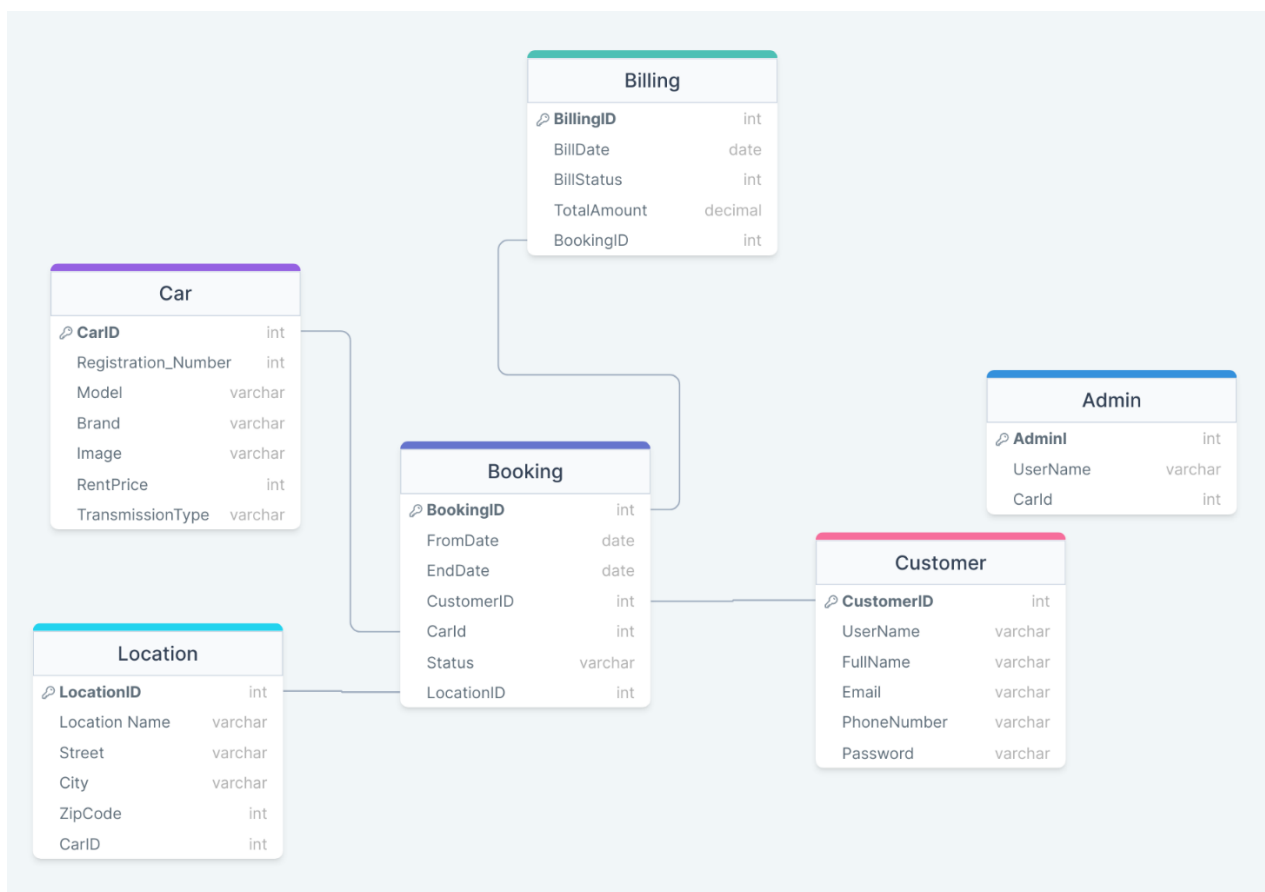 Billing
BillingID int
BillDate date
BillStatus int
TotalAmount decimal
BookingID int
Car
CarID int
Registration_Number int
Model varchar
Brand varchar
Image varchar
RentPrice int
TransmissionType varchar
Admin
AdminI int
UserName varchar
CarId int
Booking
BookingID int
FromDate date
EndDate date
CustomerID int
CarId int
Status varchar
LocationID int
Customer
CustomerID int
UserName varchar
FullName varchar
Email varchar
PhoneNumber varchar
Password varchar
Location
LocationID int
Location Name varchar
Street varchar
City varchar
ZipCode int
CarID int